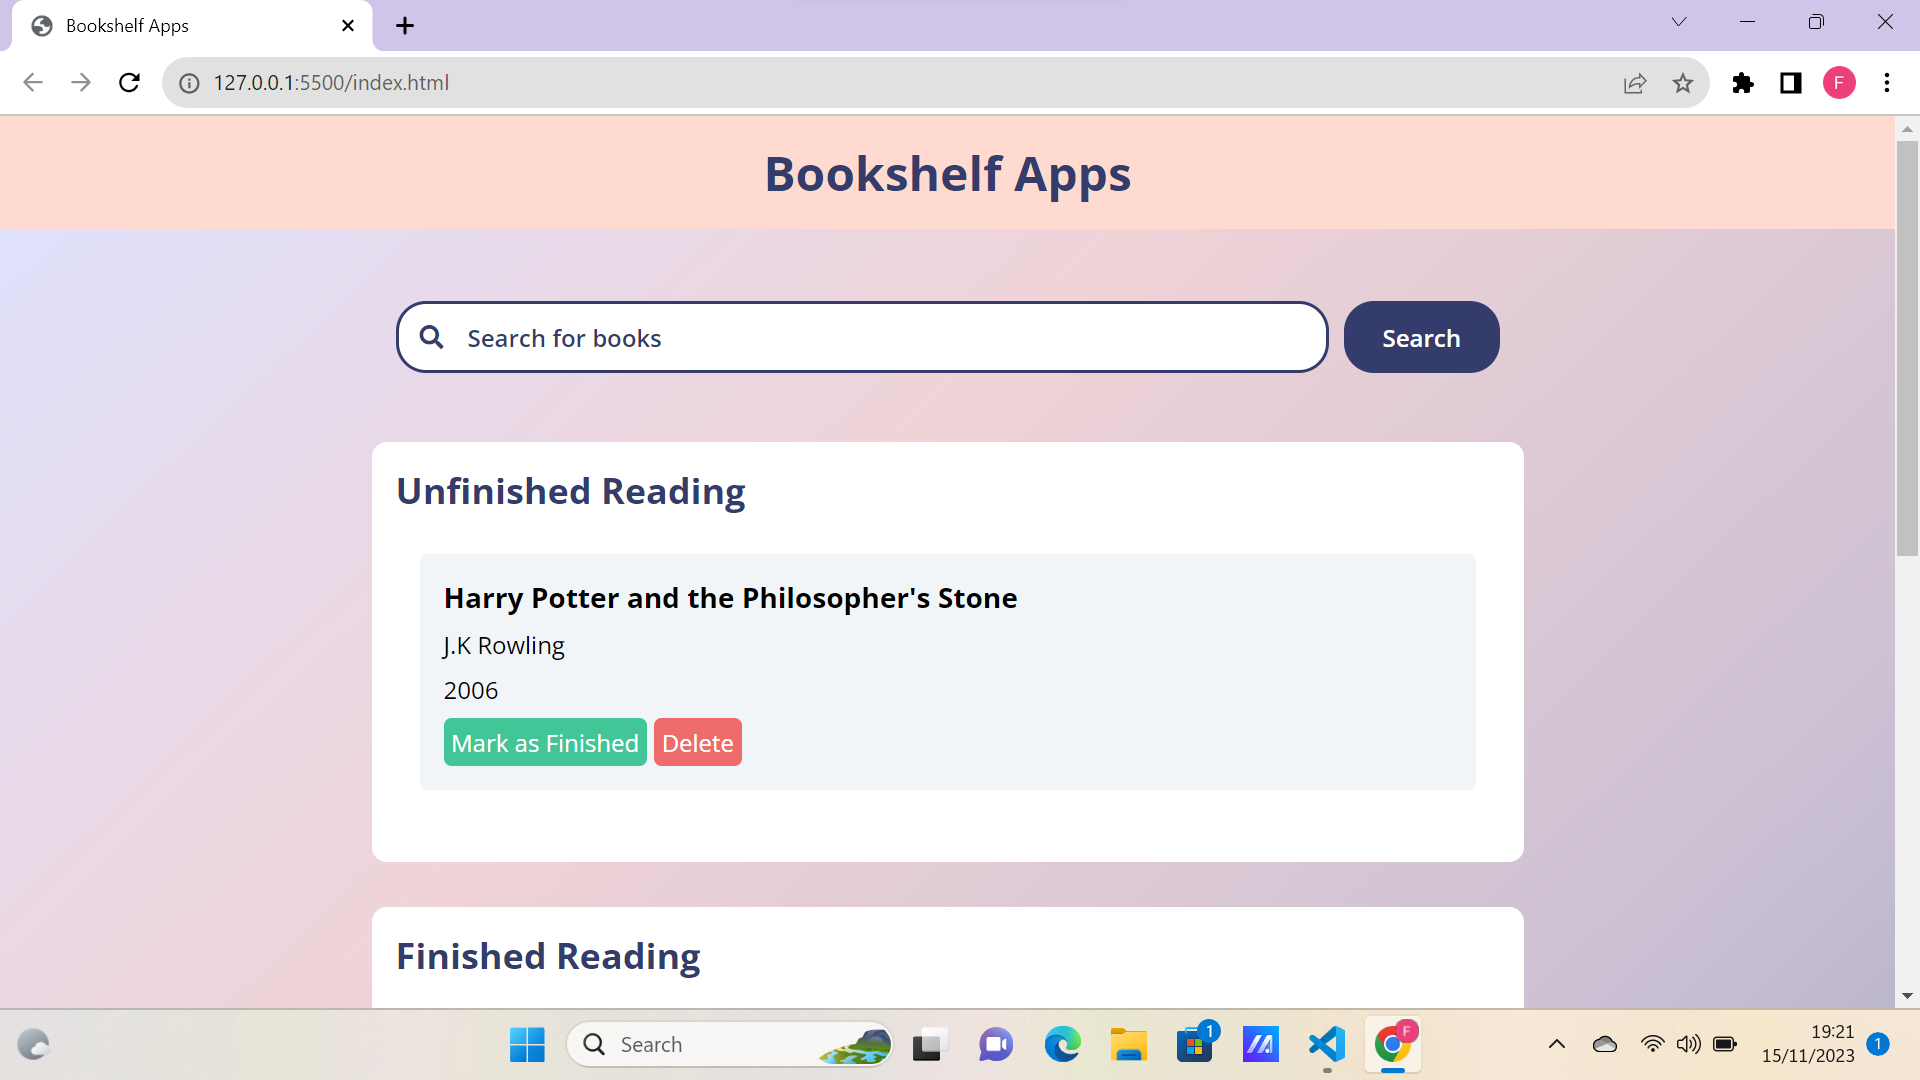 Bookshelf Apps
127.0.0.1:5500/index.html
F
Bookshelf Apps
Search for books
Search
Unfinished Reading
Harry Potter and the Philosopher's Stone
J.K Rowling
2006
Mark as Finished
Delete
Finished Reading
Search
1
F
19:21
15/11/2023
1